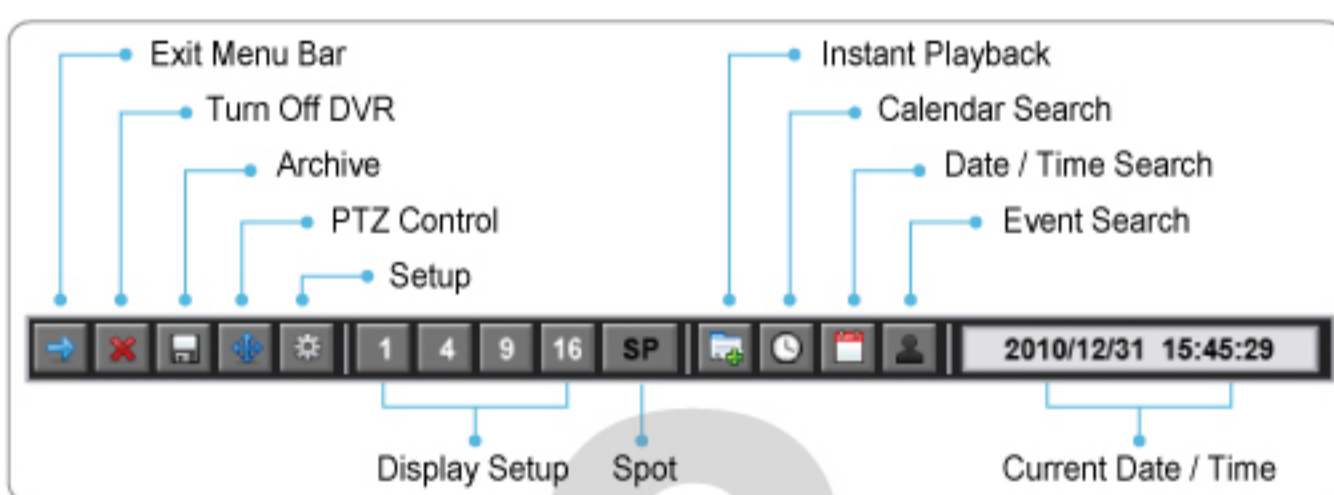 Exit Menu Bar
Turn Off DVR
Archive
PTZ Control
Setup
Instant Playback
Calendar Search
Date / Time Search
Event Search
1 4 9 16 SP 2010/12/31 15:45:29
Display Setup Spot Current Date / Time